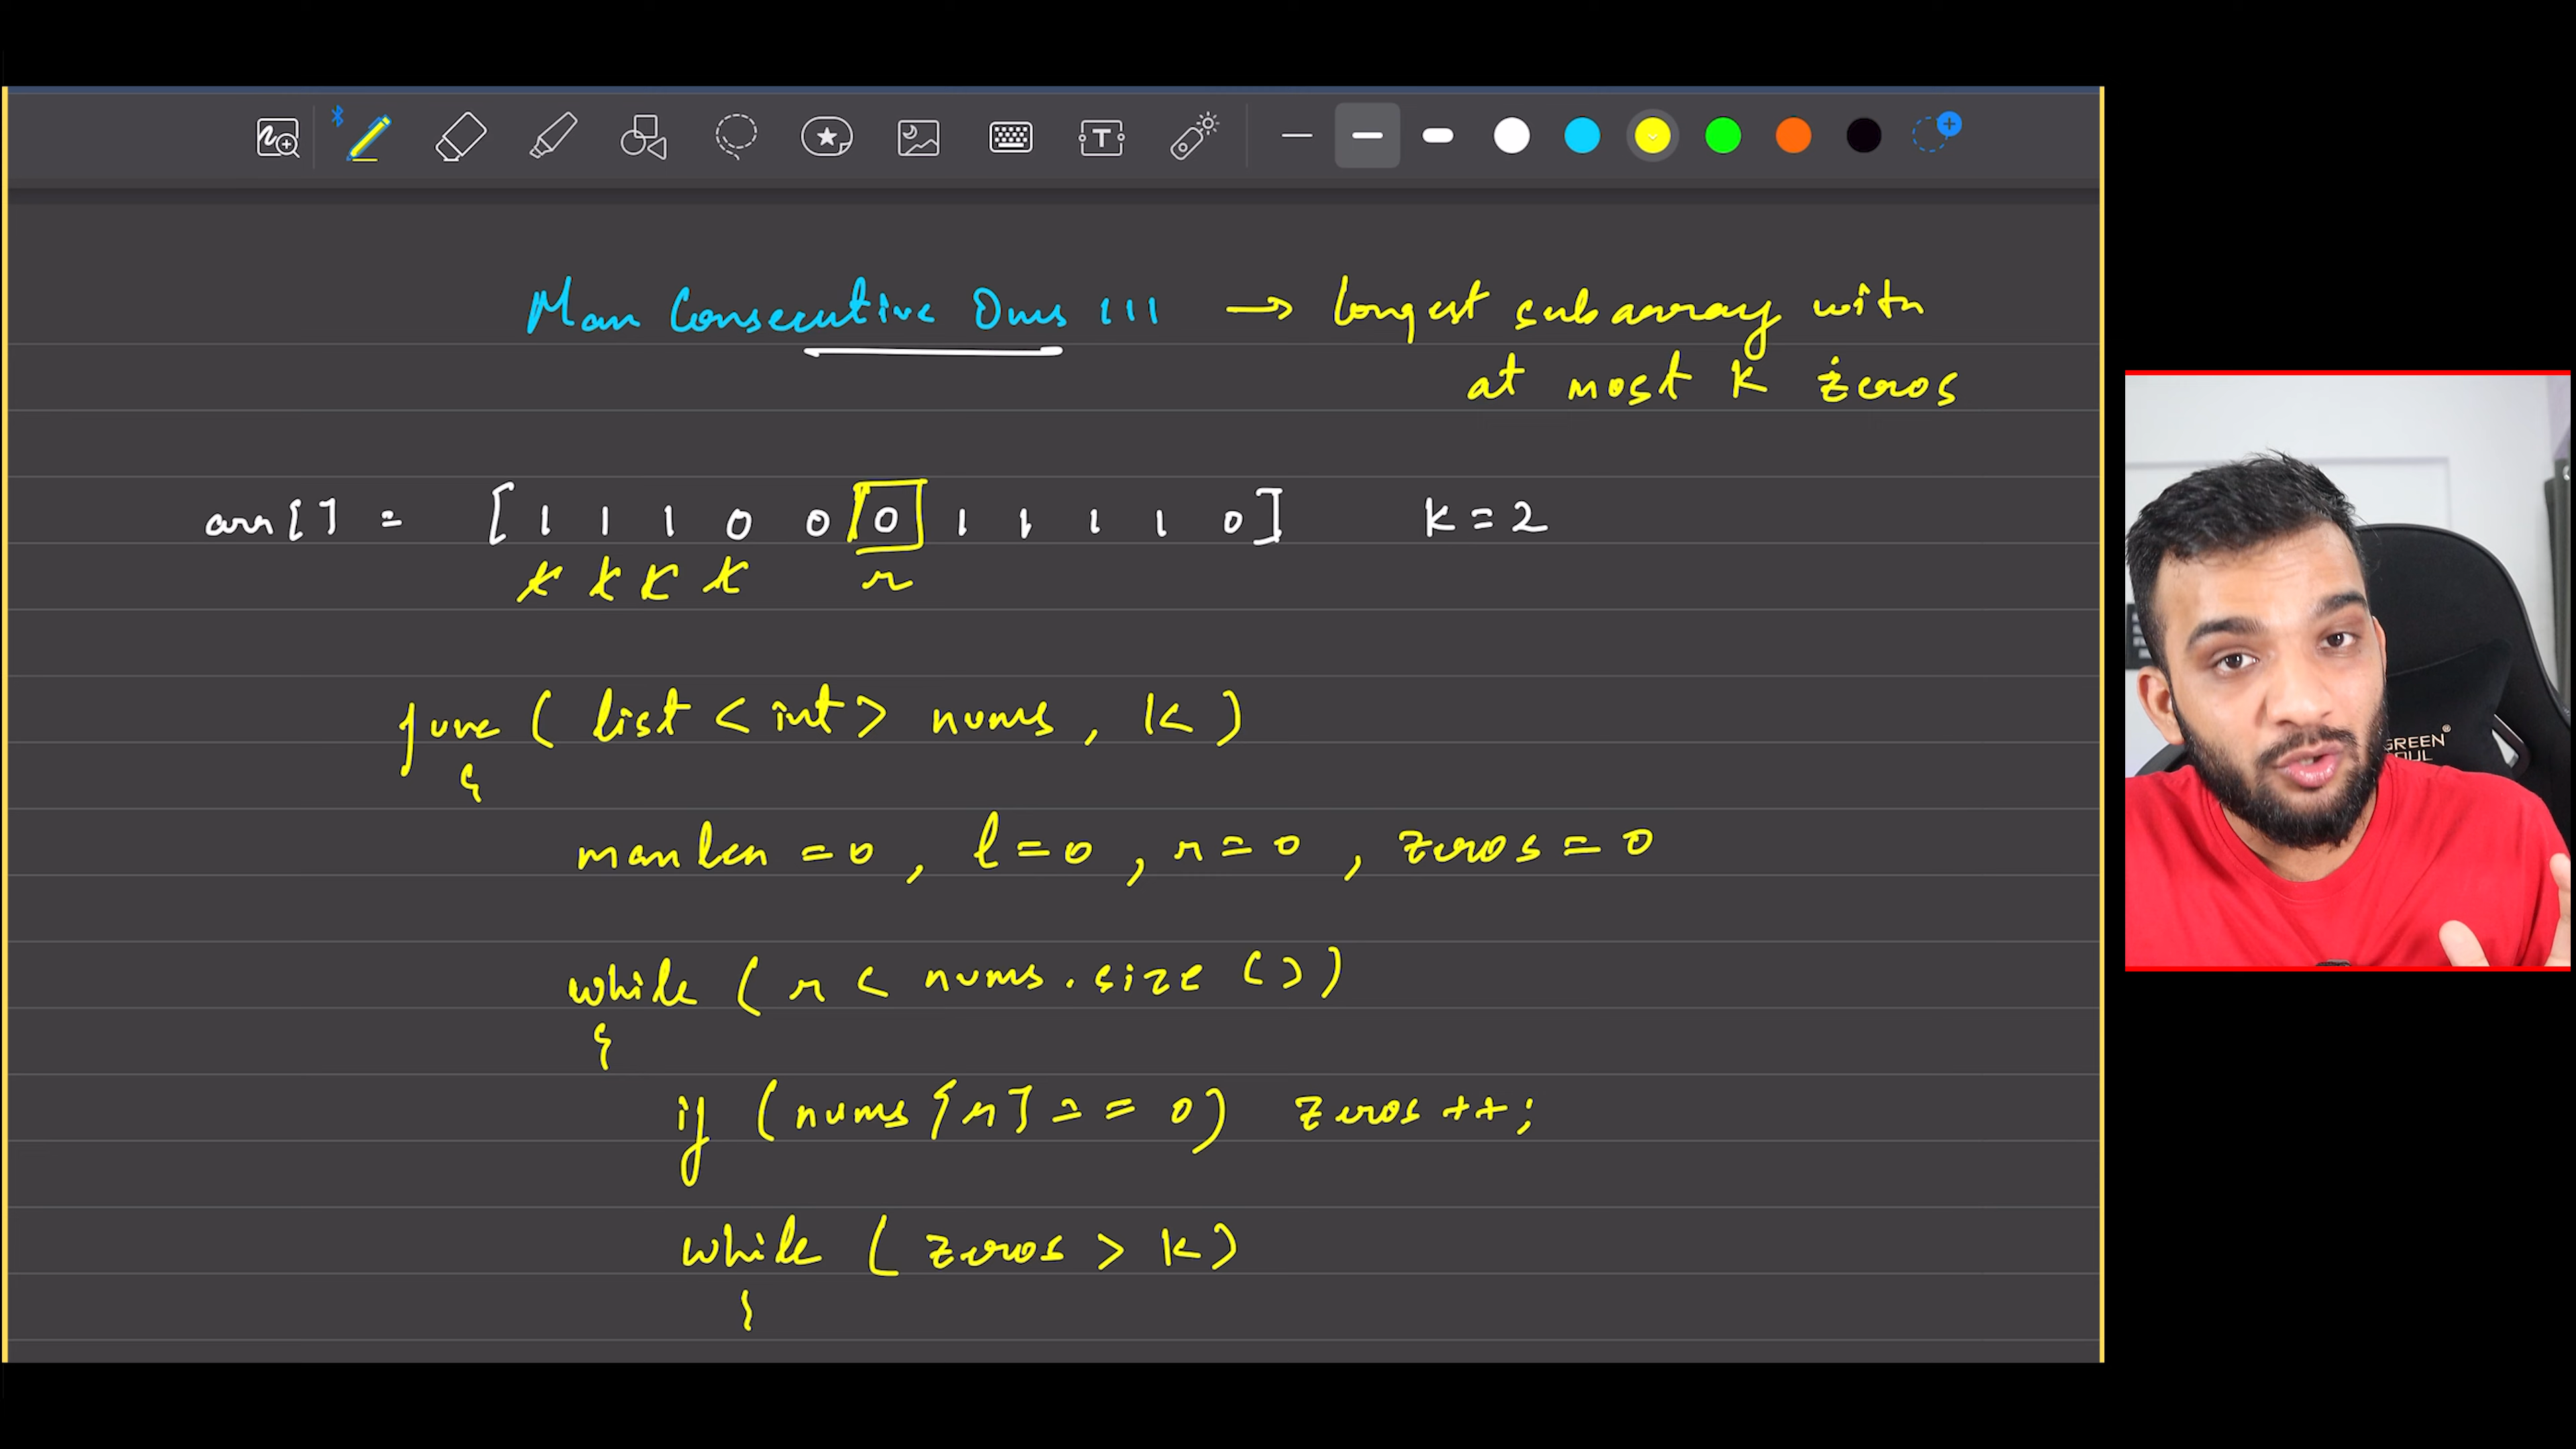 Max Consecutive Ones III → longest subarray with
at most K zeros
arr[] = [ 1 1 1 0 0 0 1 1 1 1 0 ] K = 2
r
func ( list < int > nums , K )
{
maxlen = 0 , l = 0 , r = 0 , zeros = 0
while ( r < nums . size ( ) )
{
if ( nums [ r ] = = 0 ) zeros ++ ;
while ( zeros > K )
{
T
GREEN
OUL